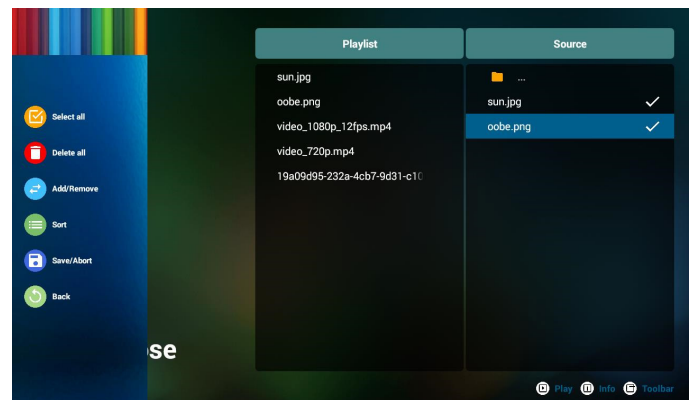 Playlist
Source
sun.jpg
oobe.png
video_1080p_12fps.mp4
video_720p.mp4
19a09d95-232a-4cb7-9d31-c10
...
sun.jpg
oobe.png
Select all
Delete all
Add/Remove
Sort
Save/Abort
Back
se
Play
Info
Toolbar